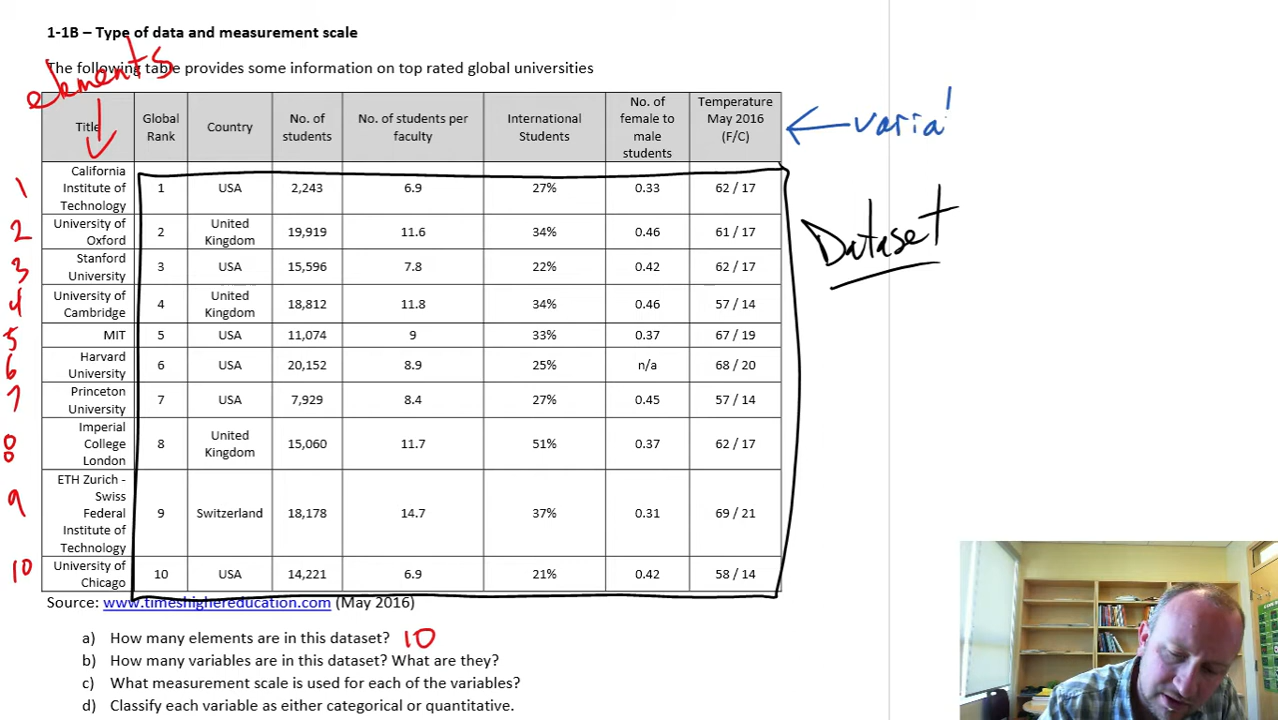 1-1B – Type of data and measurement scale
The following table provides some information on top rated global universities
elements
Title Global Rank Country No. of students No. of students per faculty International Students No. of female to male students Temperature May 2016 (F/C)
varia
1 California Institute of Technology 1 USA 2,243 6.9 27% 0.33 62 / 17
2 University of Oxford 2 United Kingdom 19,919 11.6 34% 0.46 61 / 17
Dataset
3 Stanford University 3 USA 15,596 7.8 22% 0.42 62 / 17
4 University of Cambridge 4 United Kingdom 18,812 11.8 34% 0.46 57 / 14
5 MIT 5 USA 11,074 9 33% 0.37 67 / 19
6 Harvard University 6 USA 20,152 8.9 25% n/a 68 / 20
7 Princeton University 7 USA 7,929 8.4 27% 0.45 57 / 14
8 Imperial College London 8 United Kingdom 15,060 11.7 51% 0.37 62 / 17
9 ETH Zurich - Swiss Federal Institute of Technology 9 Switzerland 18,178 14.7 37% 0.31 69 / 21
10 University of Chicago 10 USA 14,221 6.9 21% 0.42 58 / 14
Source: www.timeshighereducation.com (May 2016)
a) How many elements are in this dataset? 10
b) How many variables are in this dataset? What are they?
c) What measurement scale is used for each of the variables?
d) Classify each variable as either categorical or quantitative.